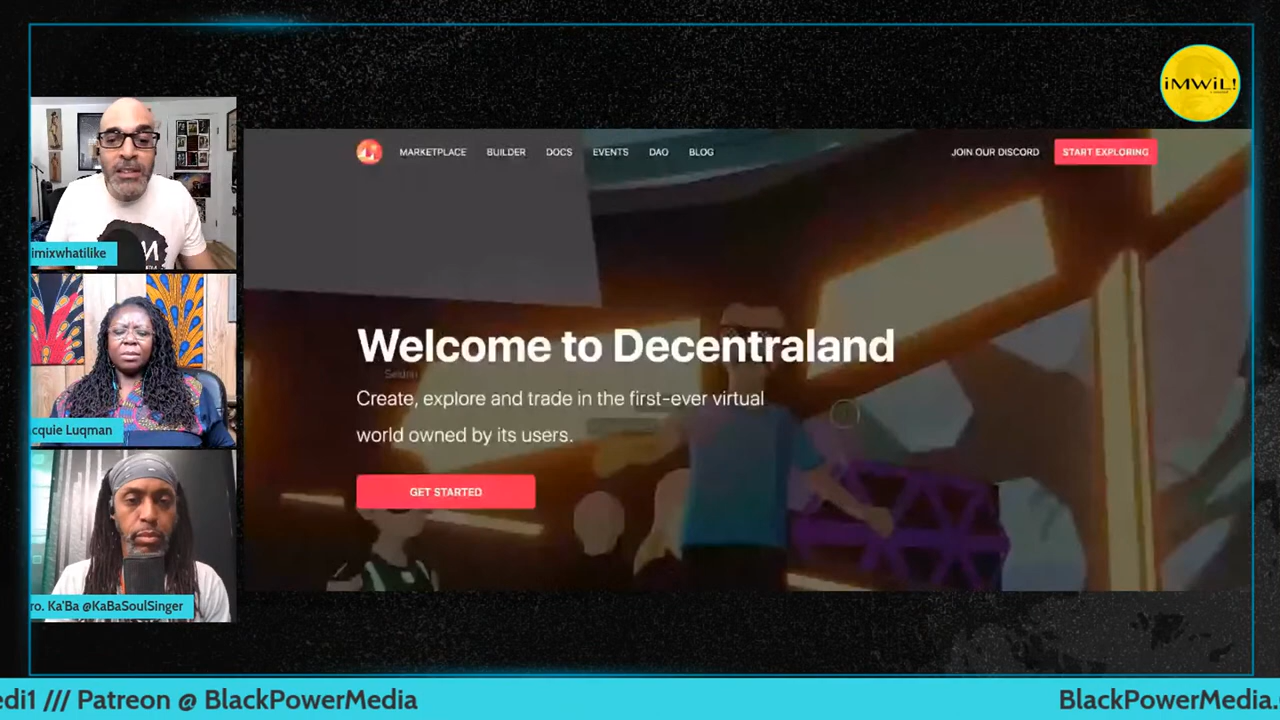 iMWiL!
MARKETPLACE BUILDER DOCS EVENTS DAO BLOG JOIN OUR DISCORD START EXPLORING
imixwhatilike
Welcome to Decentraland
Create, explore and trade in the first-ever virtual
world owned by its users.
cquie Luqman
GET STARTED
ro. Ka'Ba @KaBaSoulSinger
edi1 /// Patreon @ BlackPowerMedia BlackPowerMedia.